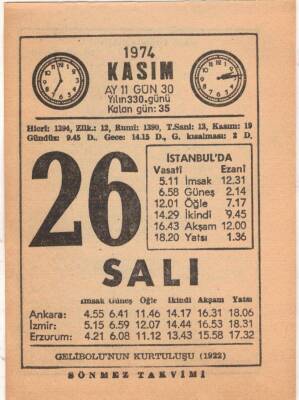 1974
KASIM
AY 11 GÜN 30
Yılın 330. günü
Kalan gün: 35
Hicri: 1394, Zilk.: 12, Rumi: 1390, T.Sani: 13, Kasım: 19
Gündüz: 9.45 D., Gece: 14.15 D., G. kısalması: 2 D.
26
İSTANBUL'DA
Vasatî Ezanî
5.11 İmsak 12.31
6.58 Güneş 2.14
12.01 Öğle 7.17
14.29 İkindi 9.45
16.43 Akşam 12.00
18.20 Yatsı 1.36
SALI
İmsak Güneş Öğle İkindi Akşam Yatsı
Ankara: 4.55 6.41 11.46 14.17 16.31 18.06
İzmir: 5.15 6.59 12.07 14.44 16.53 18.31
Erzurum: 4.21 6.08 11.12 13.43 15.58 17.32
GELİBOLU'NUN KURTULUŞU (1922)
SÖNMEZ TAKVİMİ